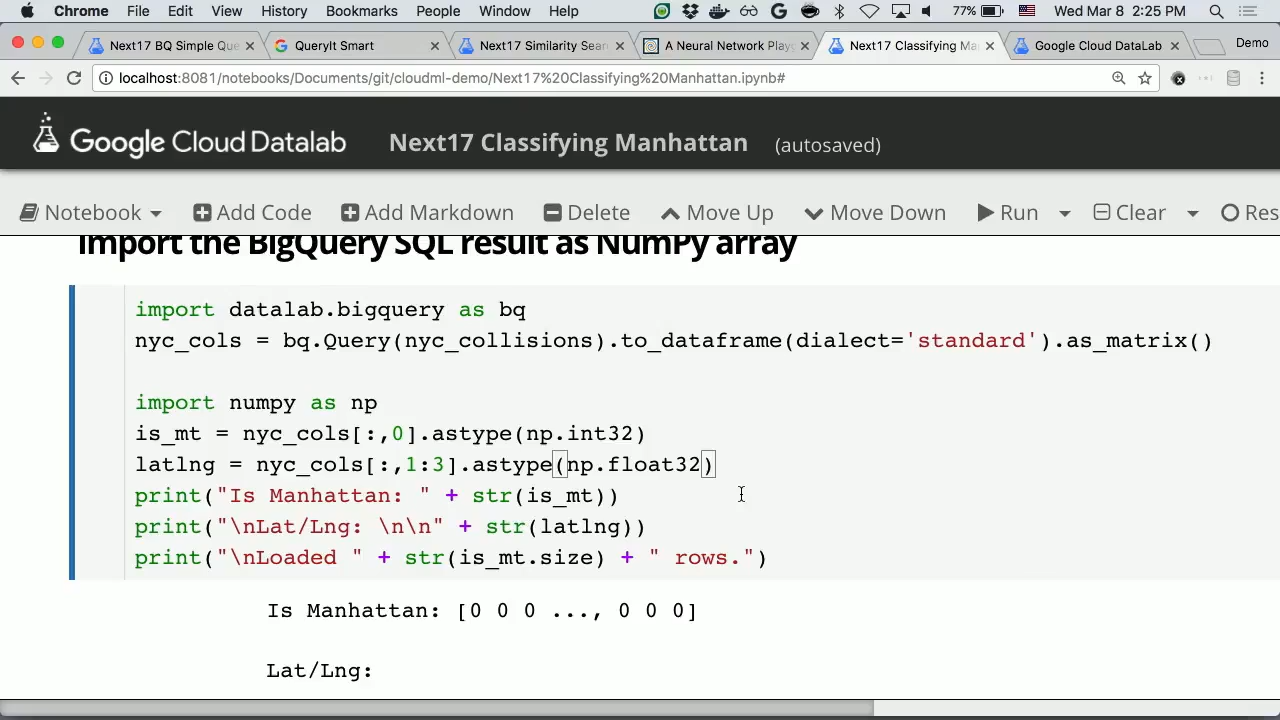 Chrome File Edit View History Bookmarks People Window Help 77% Wed Mar 8 2:25 PM
Next17 BQ Simple Que QueryIt Smart Next17 Similarity Sear A Neural Network Playg Next17 Classifying Ma Google Cloud DataLab Demo
localhost:8081/notebooks/Documents/git/cloudml-demo/Next17%20Classifying%20Manhattan.ipynb#
Google Cloud Datalab Next17 Classifying Manhattan (autosaved)
Notebook Add Code Add Markdown Delete Move Up Move Down Run Clear Res
Import the BigQuery SQL result as NumPy array
import datalab.bigquery as bq
nyc_cols = bq.Query(nyc_collisions).to_dataframe(dialect='standard').as_matrix()
import numpy as np
is_mt = nyc_cols[:,0].astype(np.int32)
latlng = nyc_cols[:,1:3].astype(np.float32)
print("Is Manhattan: " + str(is_mt))
print("\nLat/Lng: \n\n" + str(latlng))
print("\nLoaded " + str(is_mt.size) + " rows.")
Is Manhattan: [0 0 0 ..., 0 0 0]
Lat/Lng: